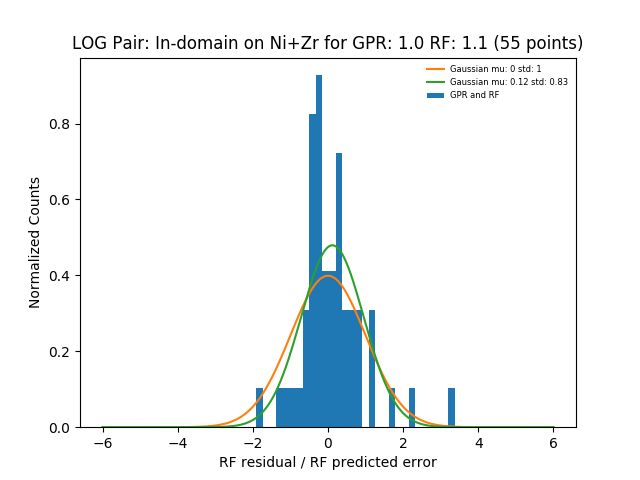 LOG Pair: In-domain on Ni+Zr for GPR: 1.0 RF: 1.1 (55 points)
Gaussian mu: 0 std: 1
Gaussian mu: 0.12 std: 0.83
GPR and RF
Normalized Counts
0.8
0.6
0.4
0.2
0.0
−6
−4
−2
0
2
4
6
RF residual / RF predicted error